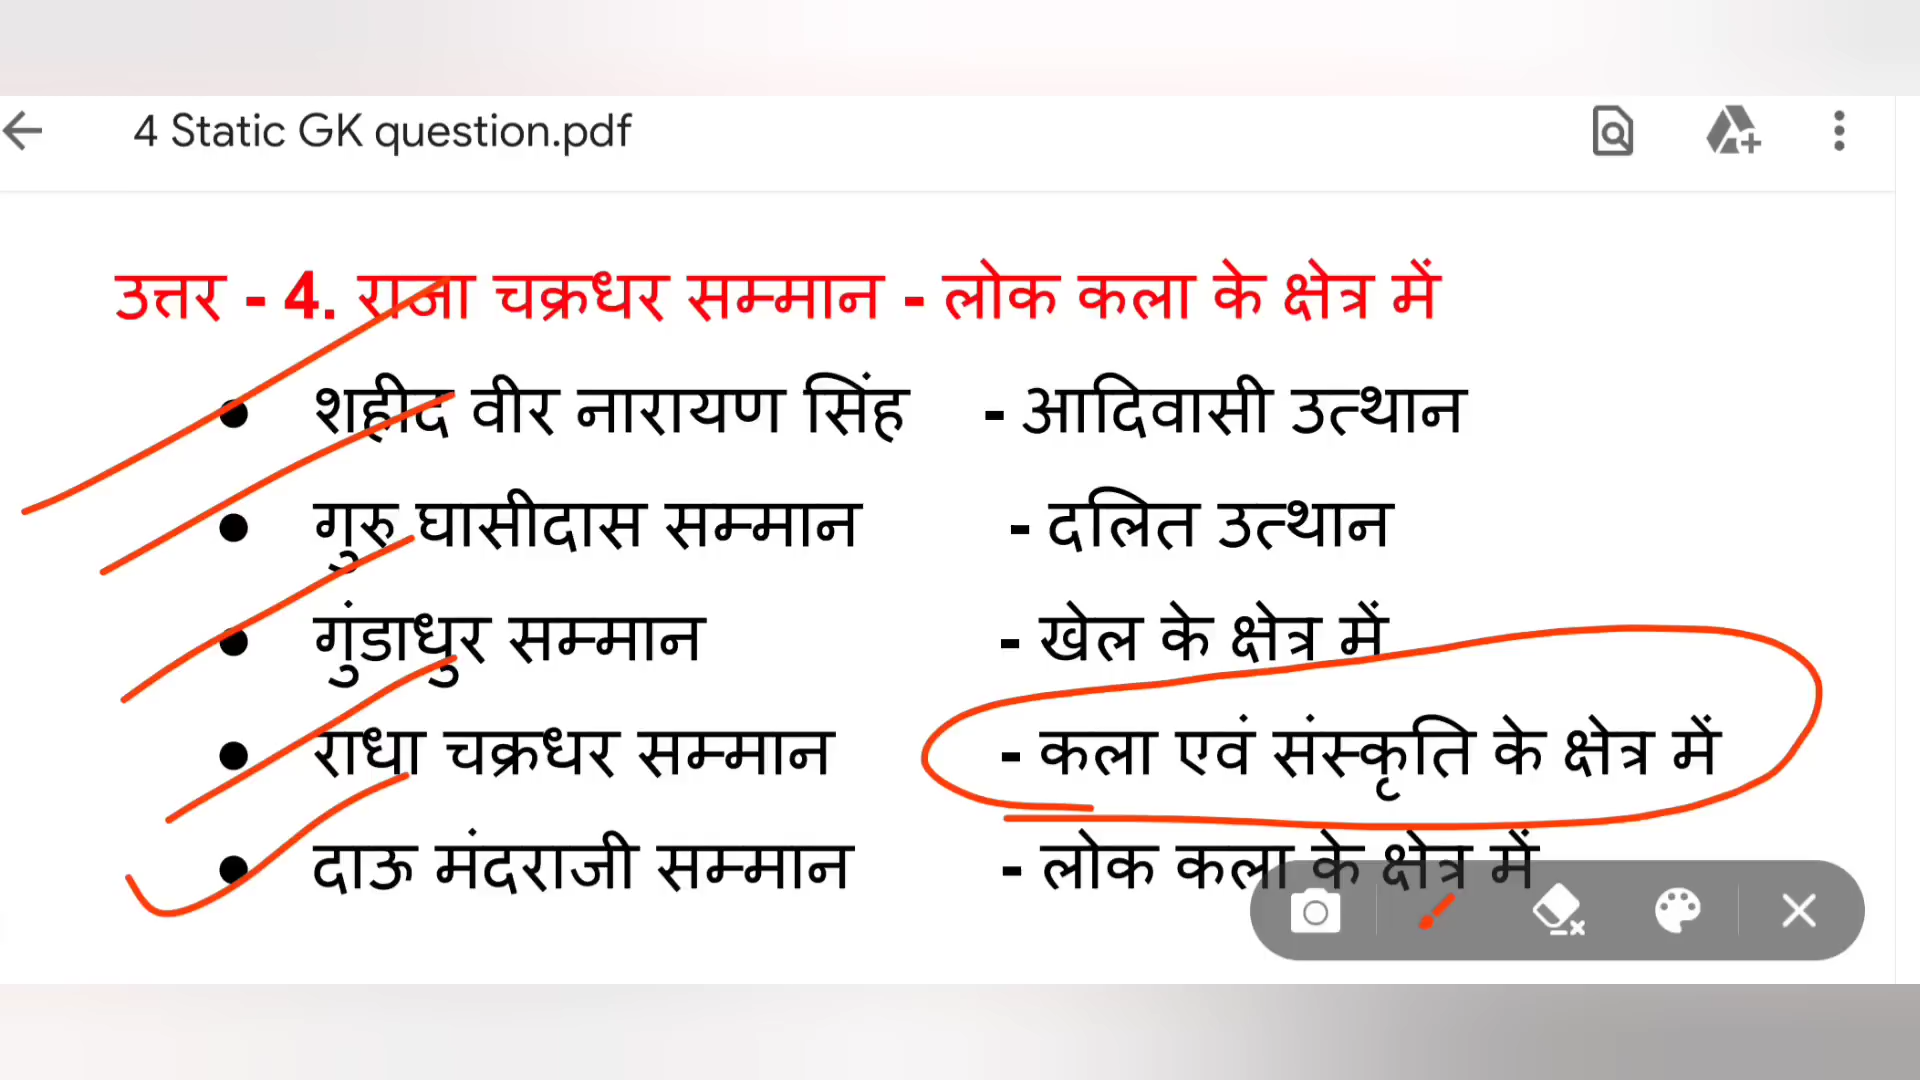 4 Static GK question.pdf
उत्तर - 4. राजा चक्रधर सम्मान - लोक कला के क्षेत्र में
● शहीद वीर नारायण सिंह - आदिवासी उत्थान
● गुरु घासीदास सम्मान - दलित उत्थान
● गुंडाधुर सम्मान - खेल के क्षेत्र में
● राधा चक्रधर सम्मान - कला एवं संस्कृति के क्षेत्र में
● दाऊ मंदराजी सम्मान - लोक कला के क्षेत्र में